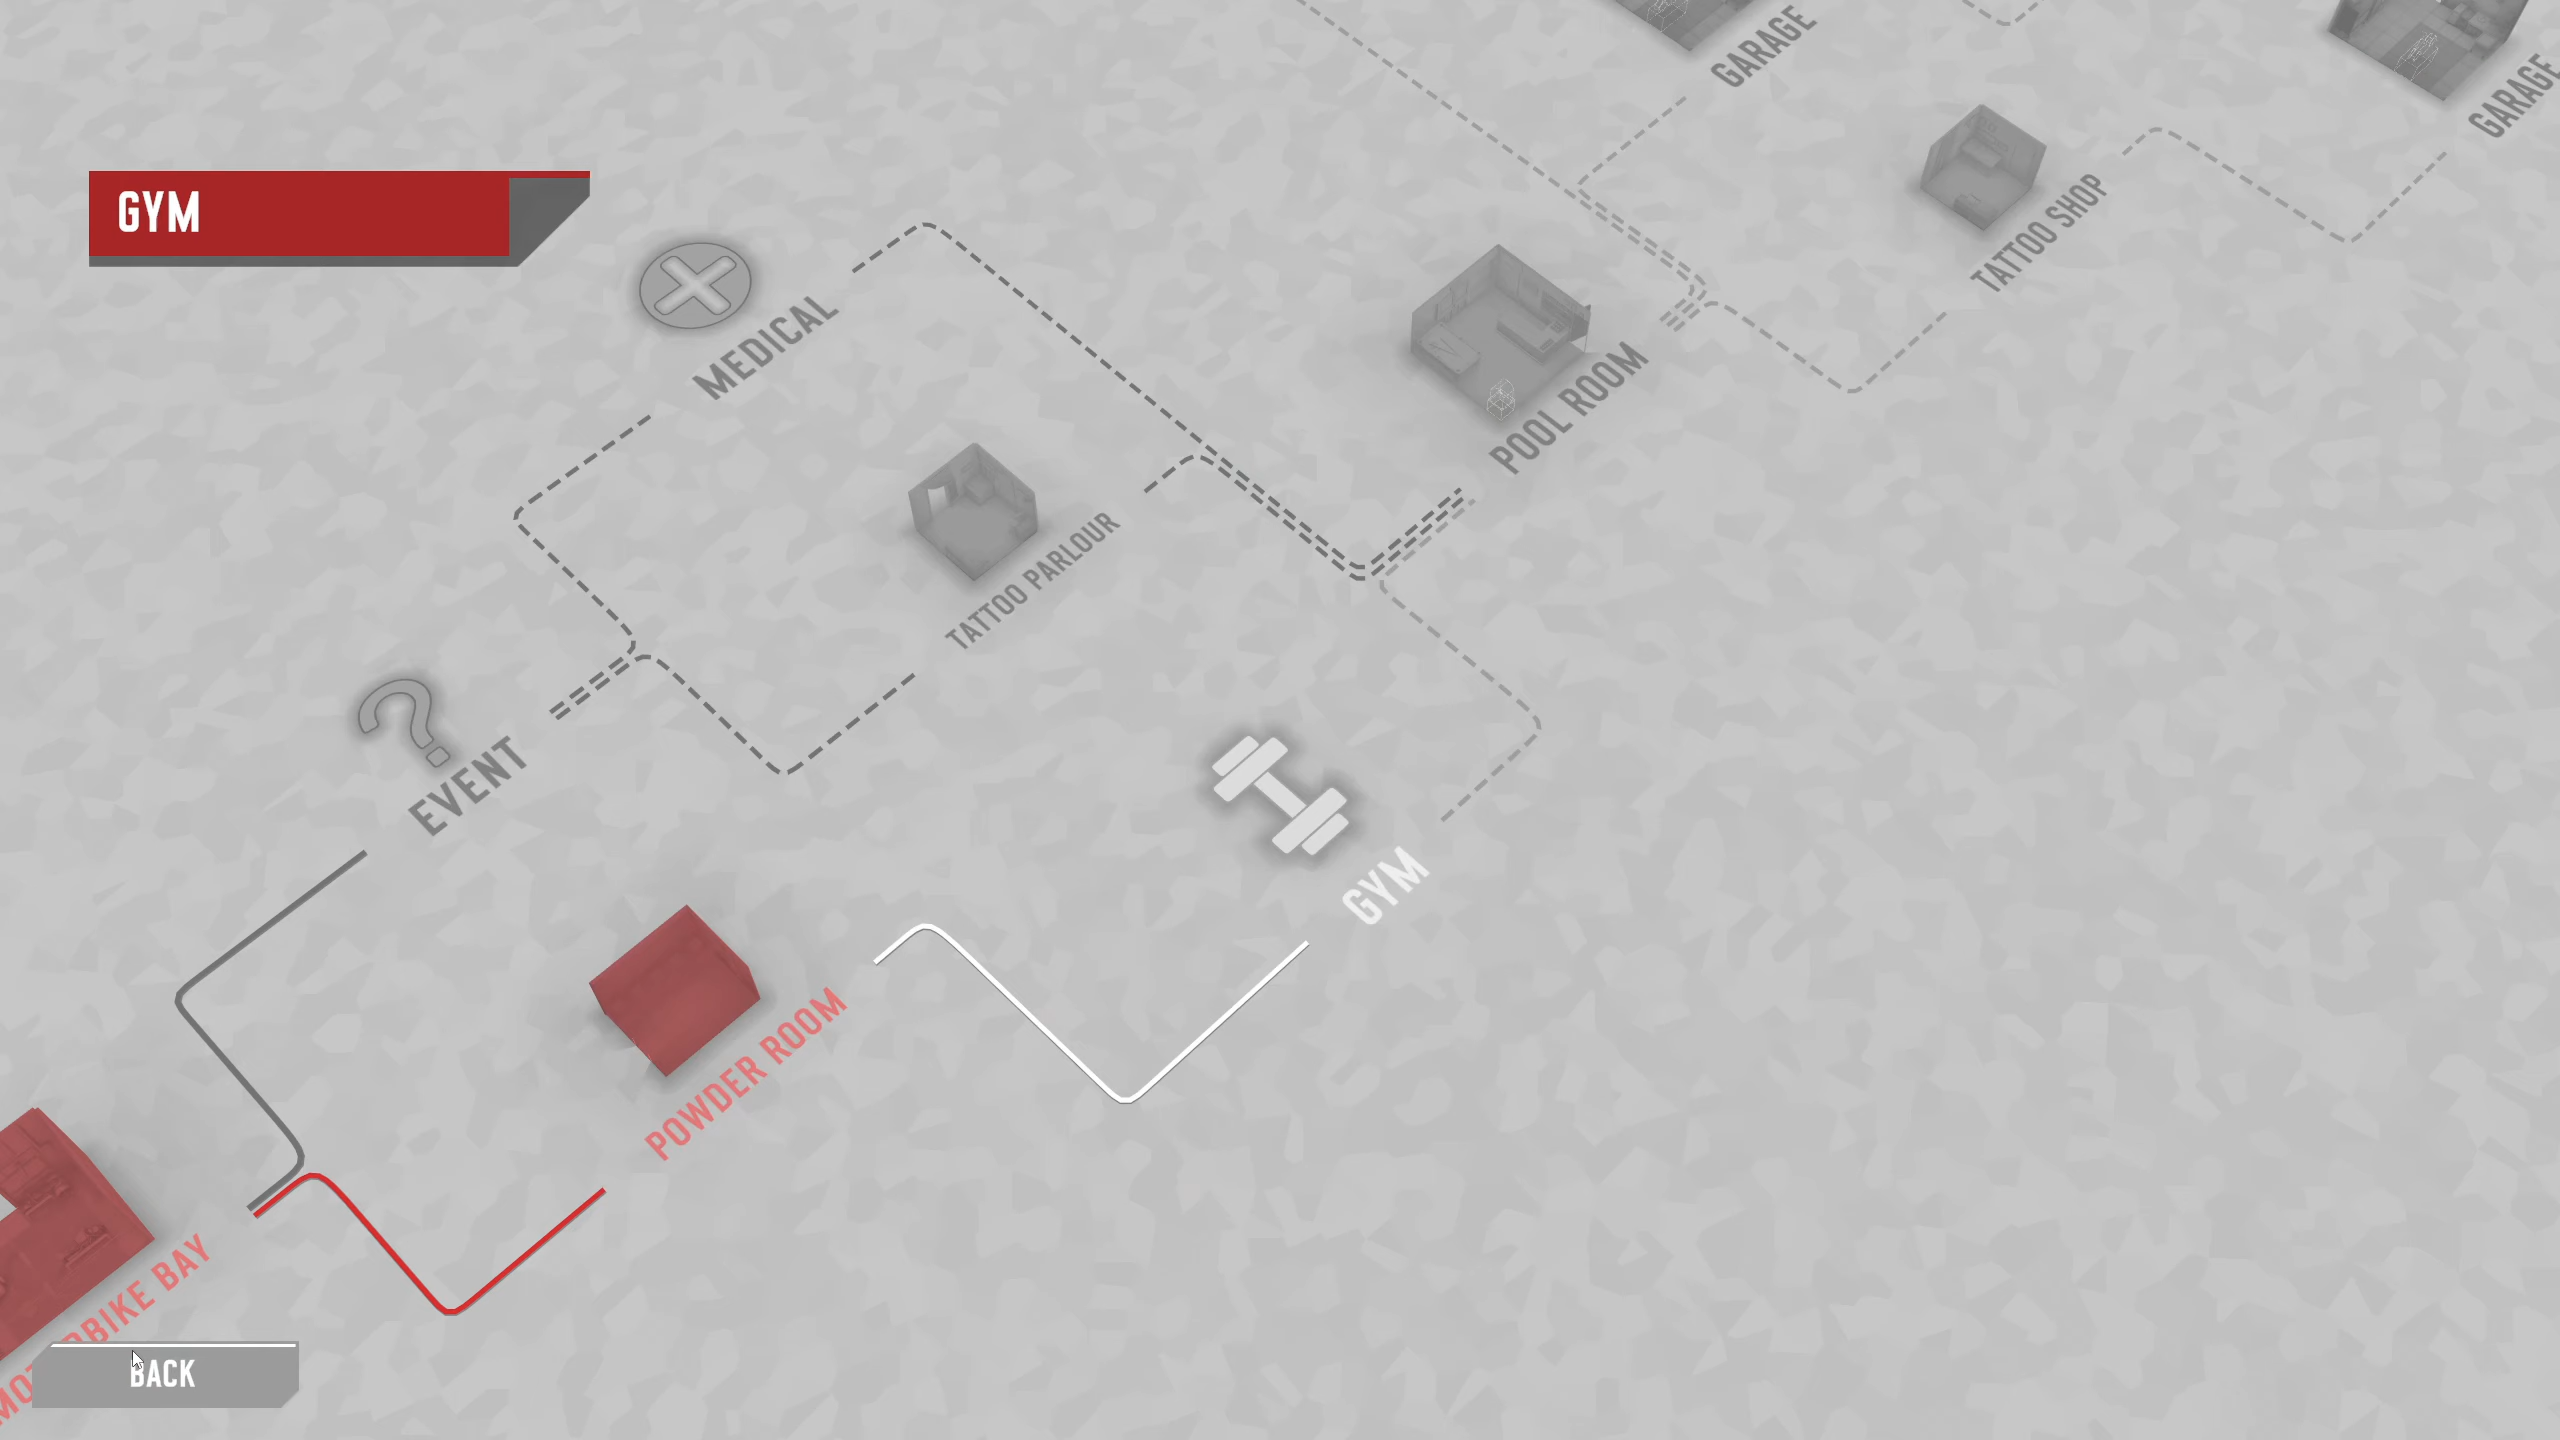 GARAGE
GARAGE
GYM
TATTOO SHOP
MEDICAL
POOL ROOM
TATTOO PARLOUR
EVENT
GYM
POWDER ROOM
BIKE BAY
BACK